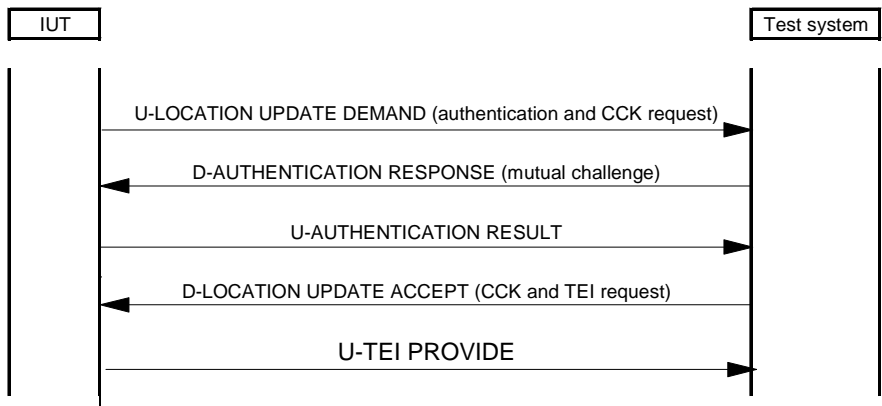 IUT
Test system
U-LOCATION UPDATE DEMAND (authentication and CCK request)
D-AUTHENTICATION RESPONSE (mutual challenge)
U-AUTHENTICATION RESULT
D-LOCATION UPDATE ACCEPT (CCK and TEI request)
U-TEI PROVIDE